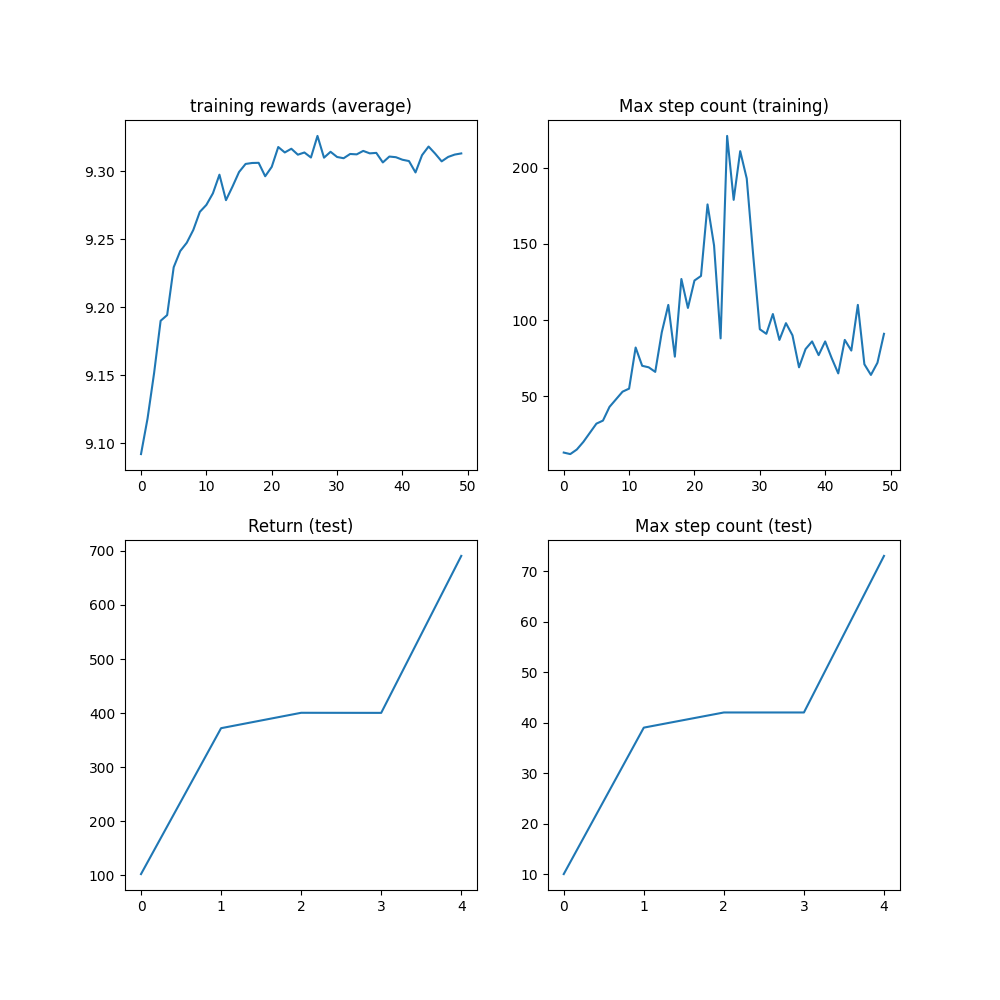 training rewards (average)
9.30
9.25
9.20
9.15
9.10
0 10 20 30 40 50
Max step count (training)
200
150
100
50
0 10 20 30 40 50
Return (test)
700
600
500
400
300
200
100
0 1 2 3 4
Max step count (test)
70
60
50
40
30
20
10
0 1 2 3 4